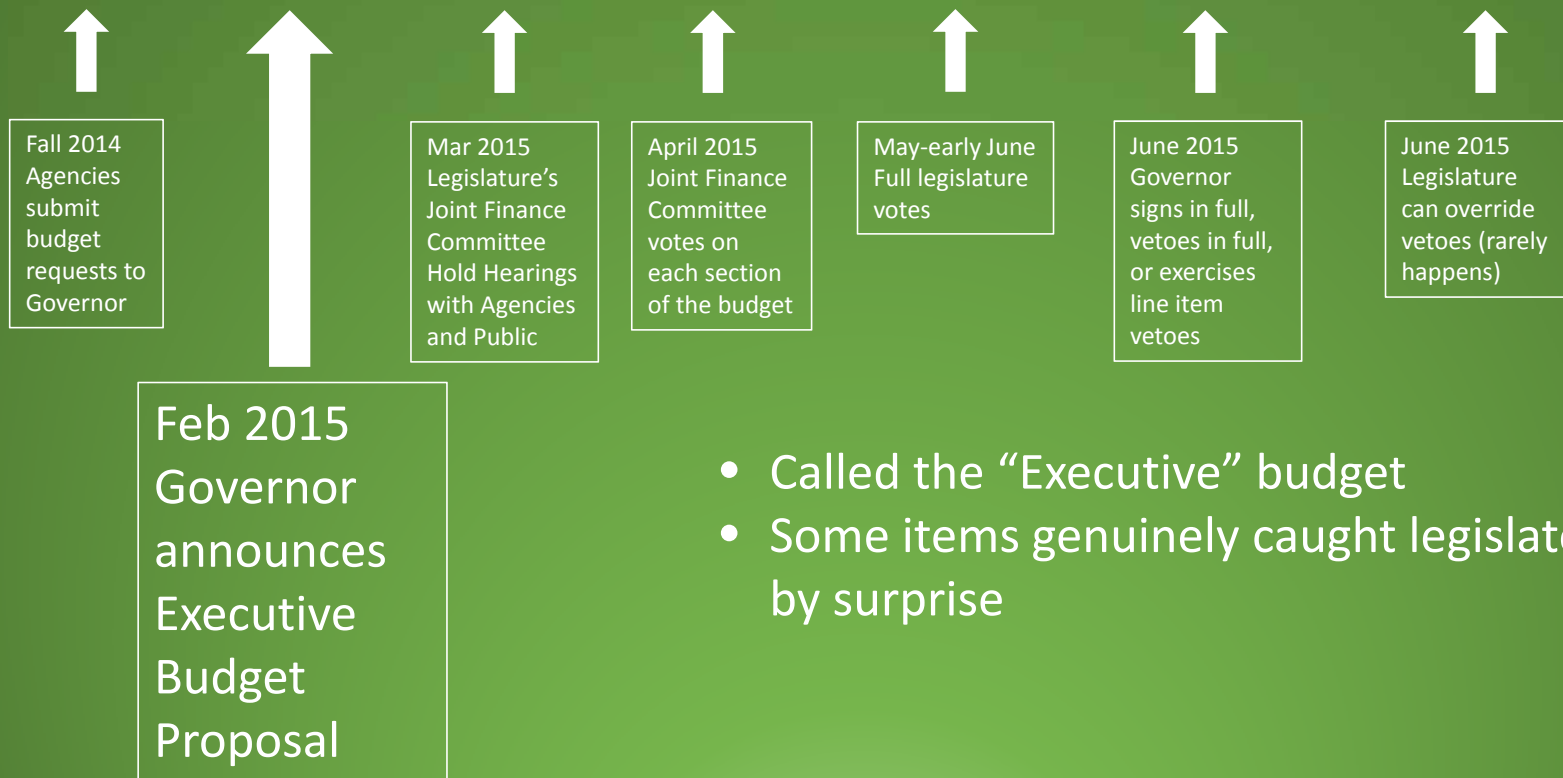 Fall 2014
Agencies
submit
budget
requests to
Governor
Feb 2015
Governor
announces
Executive
Budget
Proposal
Mar 2015
Legislature’s
Joint Finance
Committee
Hold Hearings
with Agencies
and Public
April 2015
Joint Finance
Committee
votes on
each section
of the budget
May-early June
Full legislature
votes
June 2015
Governor
signs in full,
vetoes in full,
or exercises
line item
vetoes
June 2015
Legislature
can override
vetoes (rarely
happens)
• Called the “Executive” budget
• Some items genuinely caught
by surprise